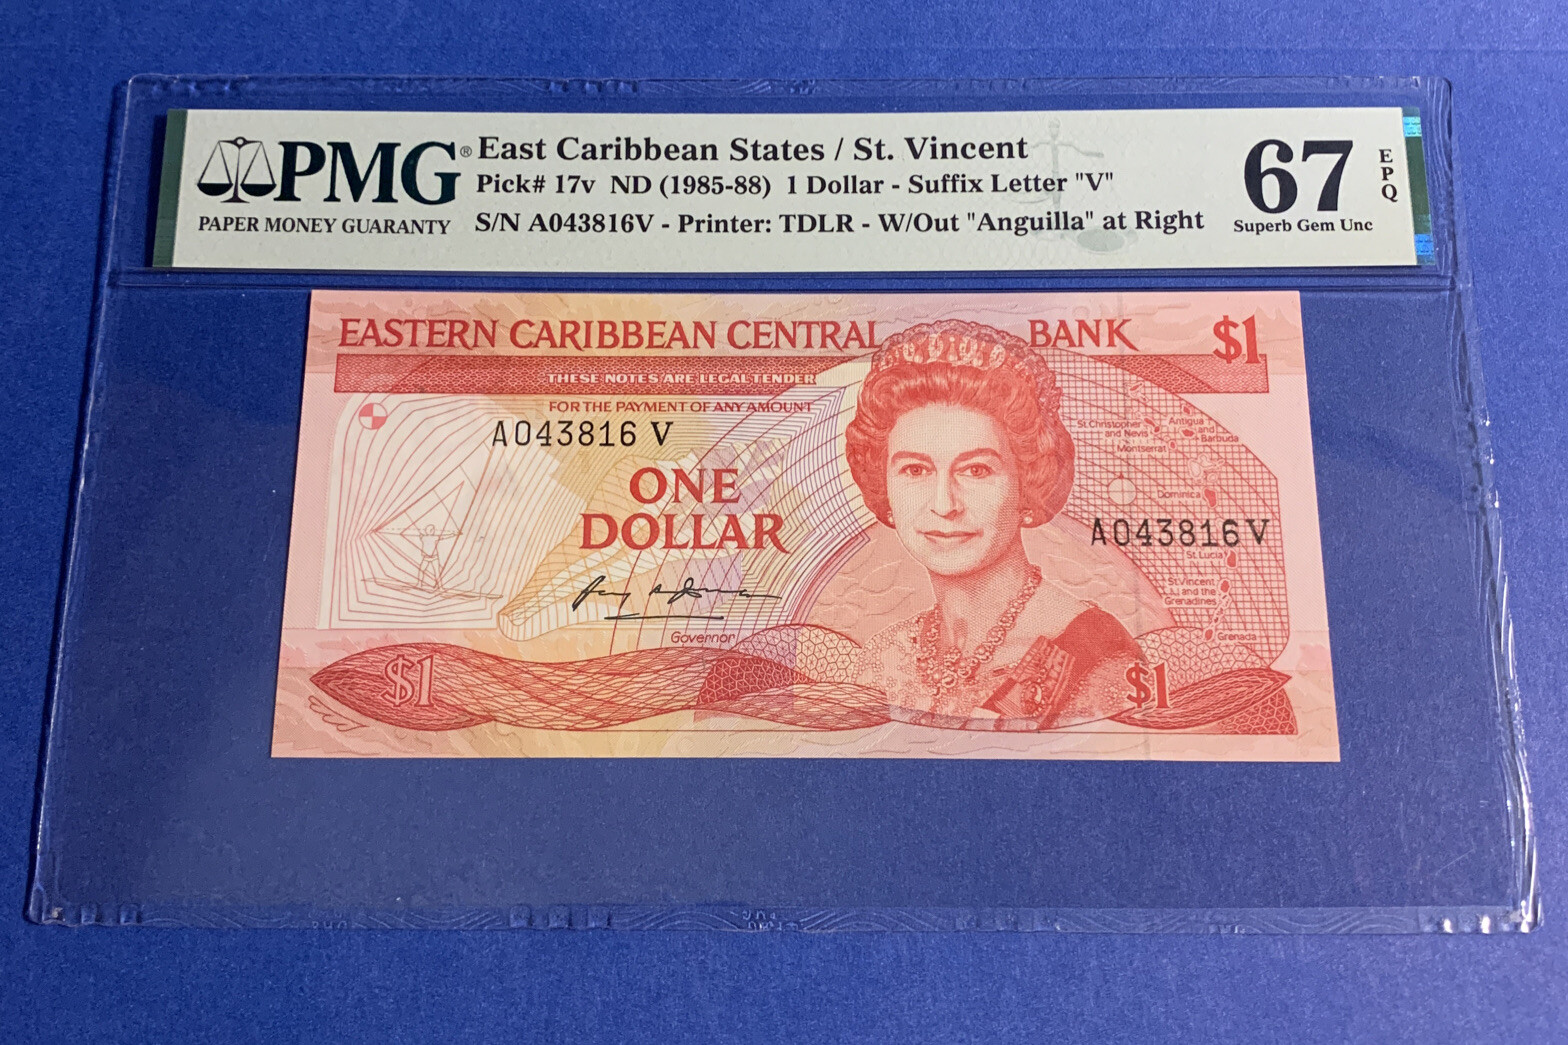 PMG®
PAPER MONEY GUARANTY
East Caribbean States / St. Vincent
Pick# 17v ND (1985-88) 1 Dollar - Suffix Letter "V"
S/N A043816V - Printer: TDLR - W/Out "Anguilla" at Right
67
EPQ
Superb Gem Unc
EASTERN CARIBBEAN CENTRAL BANK
$1
THESE NOTES ARE LEGAL TENDER
FOR THE PAYMENT OF ANY AMOUNT
A043816 V
ONE
DOLLAR
Governor
$1
St. Christopher
and Nevis
Antigua and
Barbuda
Montserrat
Dominica
A043816V
St. Vincent
and the
Grenadines
Grenada
$1